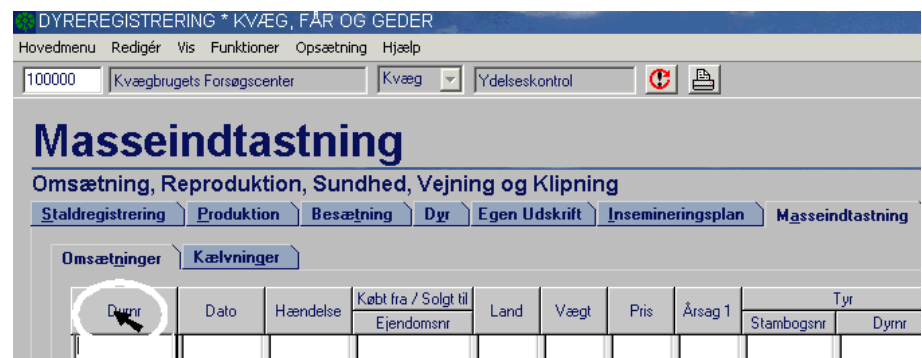 DYREREGISTRERING * KVÆG, FÅR OG GEDER
Hovedmenu Redigér Vis Funktioner Opsætning Hjælp
100000 Kvægbrugets Forsøgscenter Kvæg Ydelseskontrol
Masseindtastning
Omsætning, Reproduktion, Sundhed, Vejning og Klipning
Staldregistrering Produktion Besætning Dyr Egen Udskrift Insemineringsplan Masseindtastning
Omsætninger Kælvninger
Dyrnr Dato Hændelse Købt fra / Solgt til Land Vægt Pris Årsag 1 Tyr
Ejendomsnr Stambogsnr Dyrnr